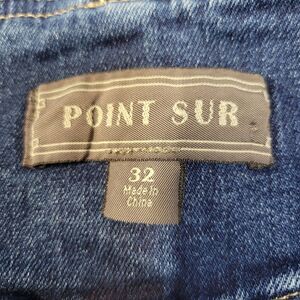 POINT SUR
32
Made in
China